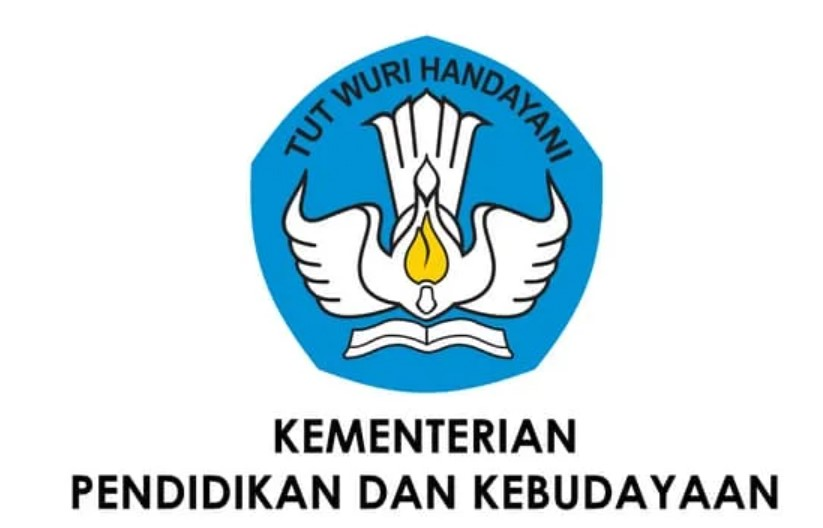 TUT WURI HANDAYANI
KEMENTERIAN
PENDIDIKAN DAN KEBUDAYAAN